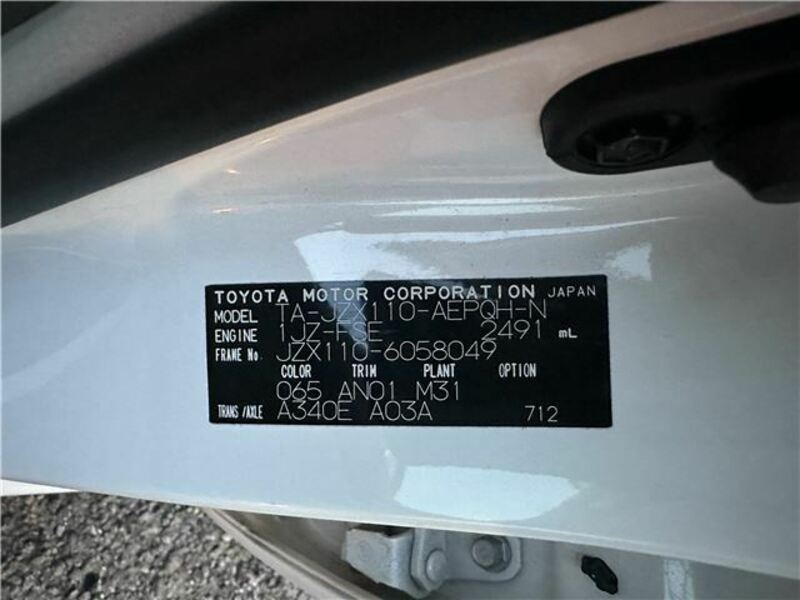 TOYOTA MOTOR CORPORATION JAPAN
MODEL TA-JZX110-AEPQH-N
ENGINE 1JZ-FSE 2491 mL
FRAME No. JZX110-6058049
COLOR TRIM PLANT OPTION
065 AN01 M31
TRANS/AXLE A340E A03A 712